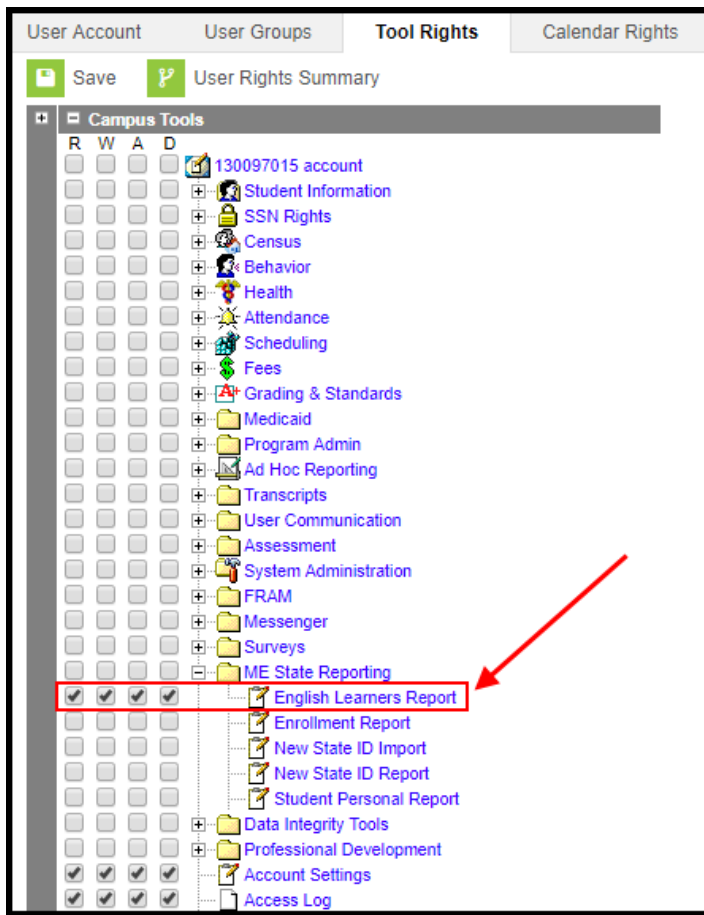 User Account User Groups Tool Rights Calendar Rights
Save User Rights Summary
Campus Tools
R W A D
130097015 account
Student Information
SSN Rights
Census
Behavior
Health
Attendance
Scheduling
Fees
Grading & Standards
Medicaid
Program Admin
Ad Hoc Reporting
Transcripts
User Communication
Assessment
System Administration
FRAM
Messenger
Surveys
ME State Reporting
English Learners Report
Enrollment Report
New State ID Import
New State ID Report
Student Personal Report
Data Integrity Tools
Professional Development
Account Settings
Access Log